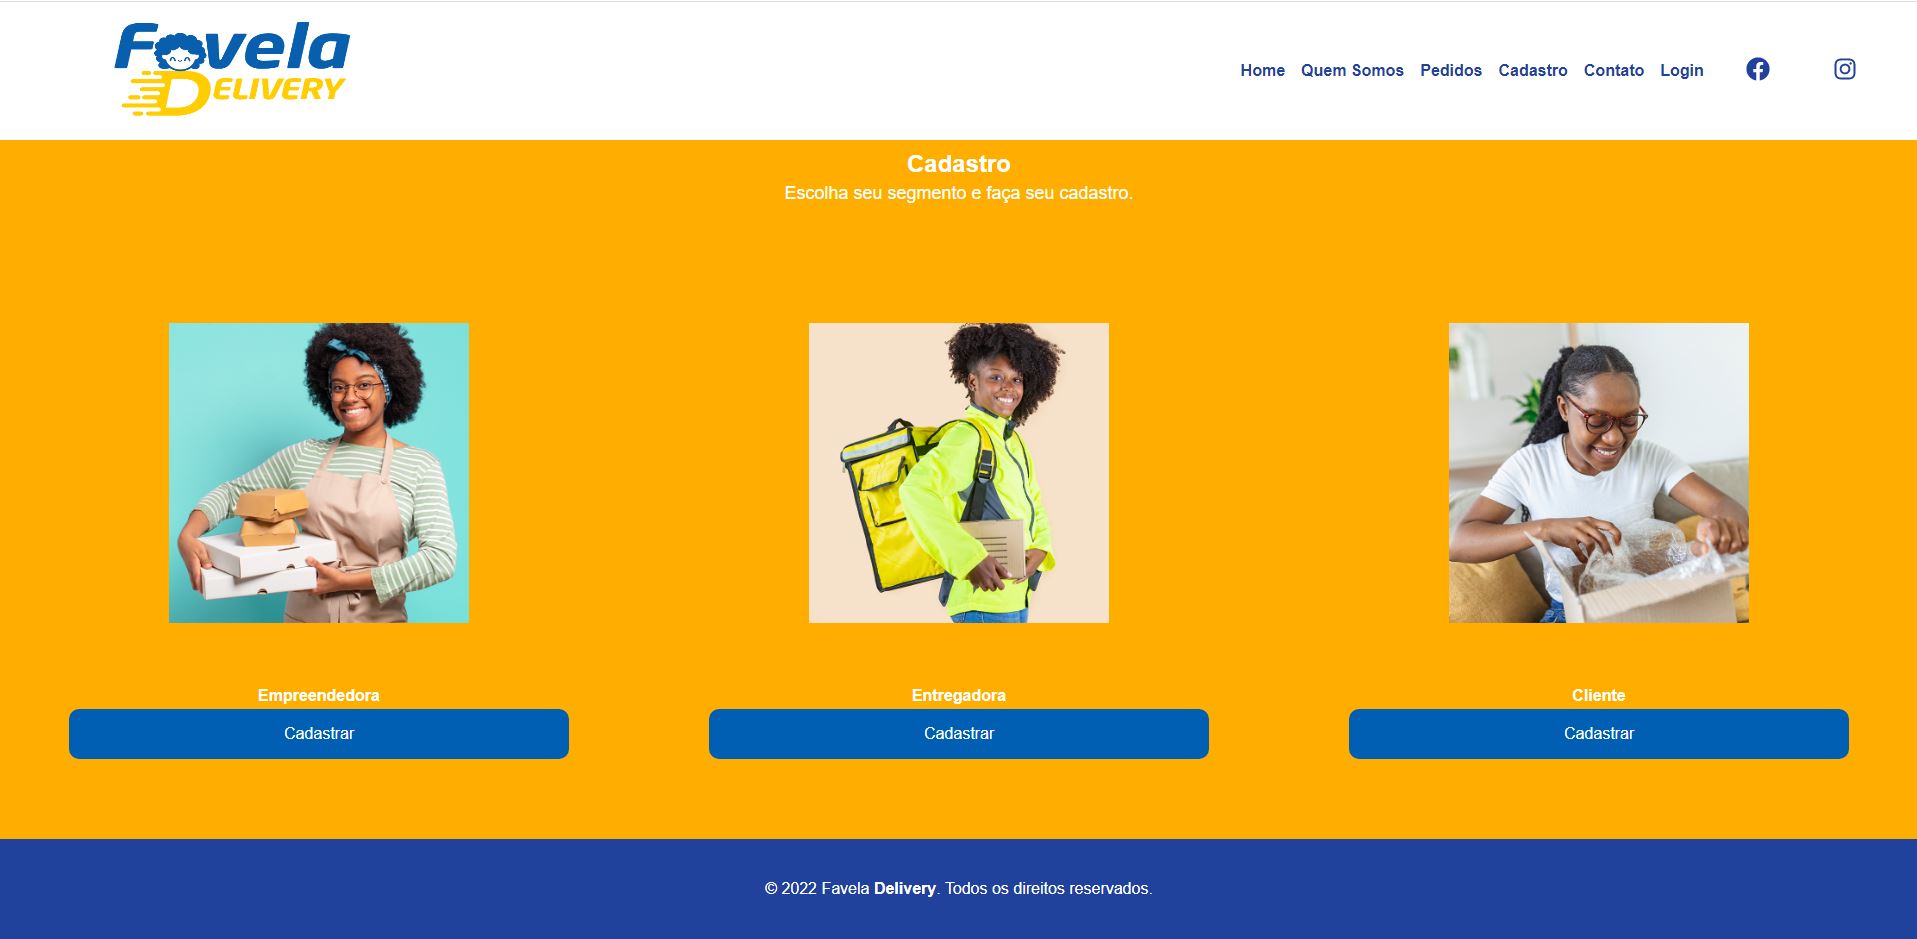 Favela
DELIVERY
Home Quem Somos Pedidos Cadastro Contato Login
Cadastro
Escolha seu segmento e faça seu cadastro.
Empreendedora Entregadora Cliente
Cadastrar Cadastrar Cadastrar
© 2022 Favela Delivery. Todos os direitos reservados.